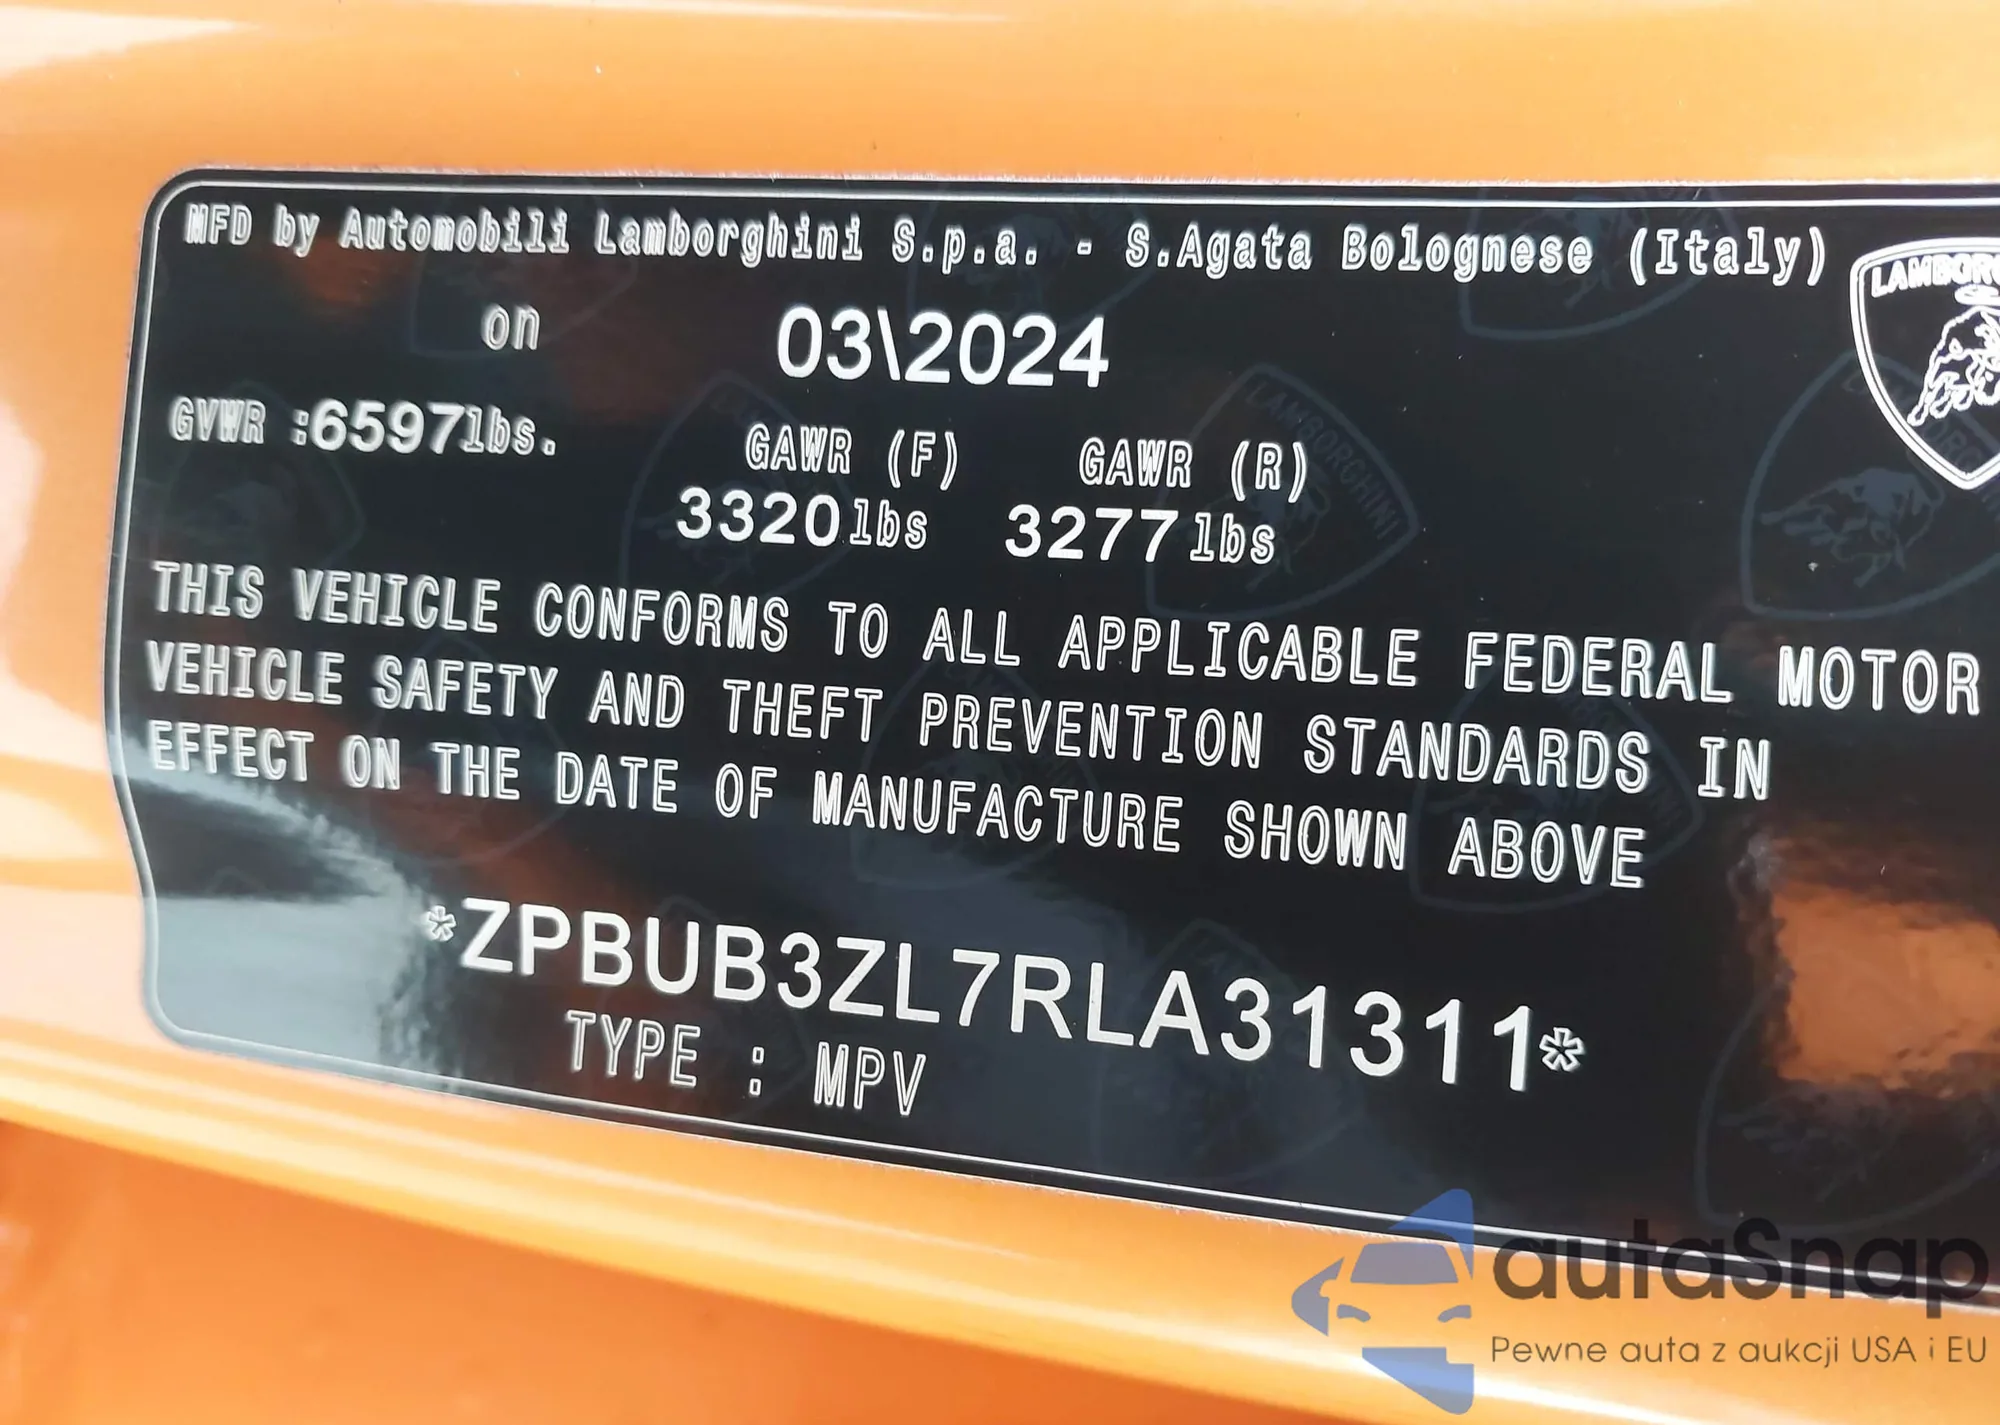 MFD by Automobili Lamborghini S.p.a. - S.Agata Bolognese (Italy)
on 03\2024
GVWR :6597lbs.
GAWR (F) GAWR (R)
3320lbs 3277lbs
THIS VEHICLE CONFORMS TO ALL APPLICABLE FEDERAL MOTOR
VEHICLE SAFETY AND THEFT PREVENTION STANDARDS IN
EFFECT ON THE DATE OF MANUFACTURE SHOWN ABOVE
*ZPBUB3ZL7RLA31311*
TYPE : MPV
LAMBORGHINI
autaSnap
Pewne auta z aukcji USA i EU